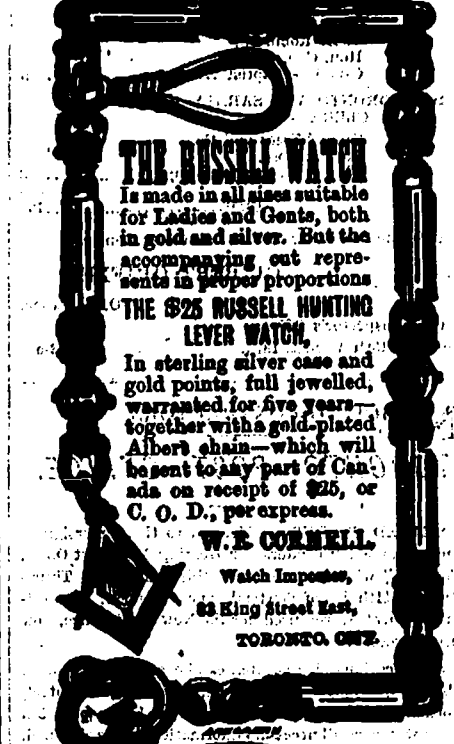 THE RUSSELL WATCH
Is made in all sizes suitable
for Ladies and Gents, both
in gold and silver. But the
accompanying cut repre-
sents in proper proportions
THE $25 RUSSELL HUNTING
LEVER WATCH,
In sterling silver case and
gold points, full jewelled,
warranted for five years—
together with a gold-plated
Albert chain—which will
be sent to any part of Can-
ada on receipt of $25, or
C. O. D., per express.
W. E. CORNELL.
Watch Importer,
83 King Street East,
TORONTO, ONT.